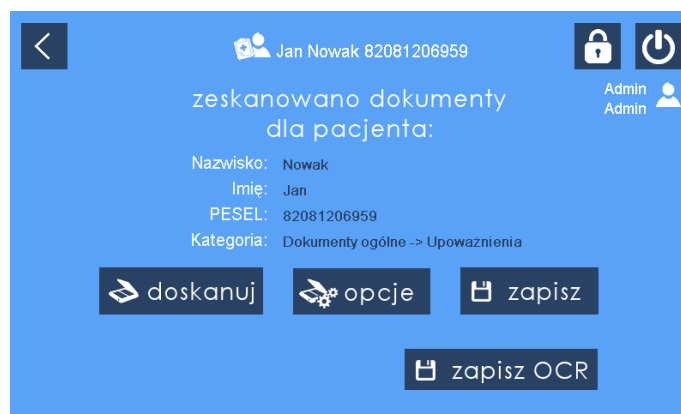 Jan Nowak 82081206959
Admin
Admin
zeskanowano dokumenty
dla pacjenta:
Nazwisko: Nowak
Imię: Jan
PESEL: 82081206959
Kategoria: Dokumenty ogólne -> Upoważnienia
doskanuj opcje zapisz
zapisz OCR